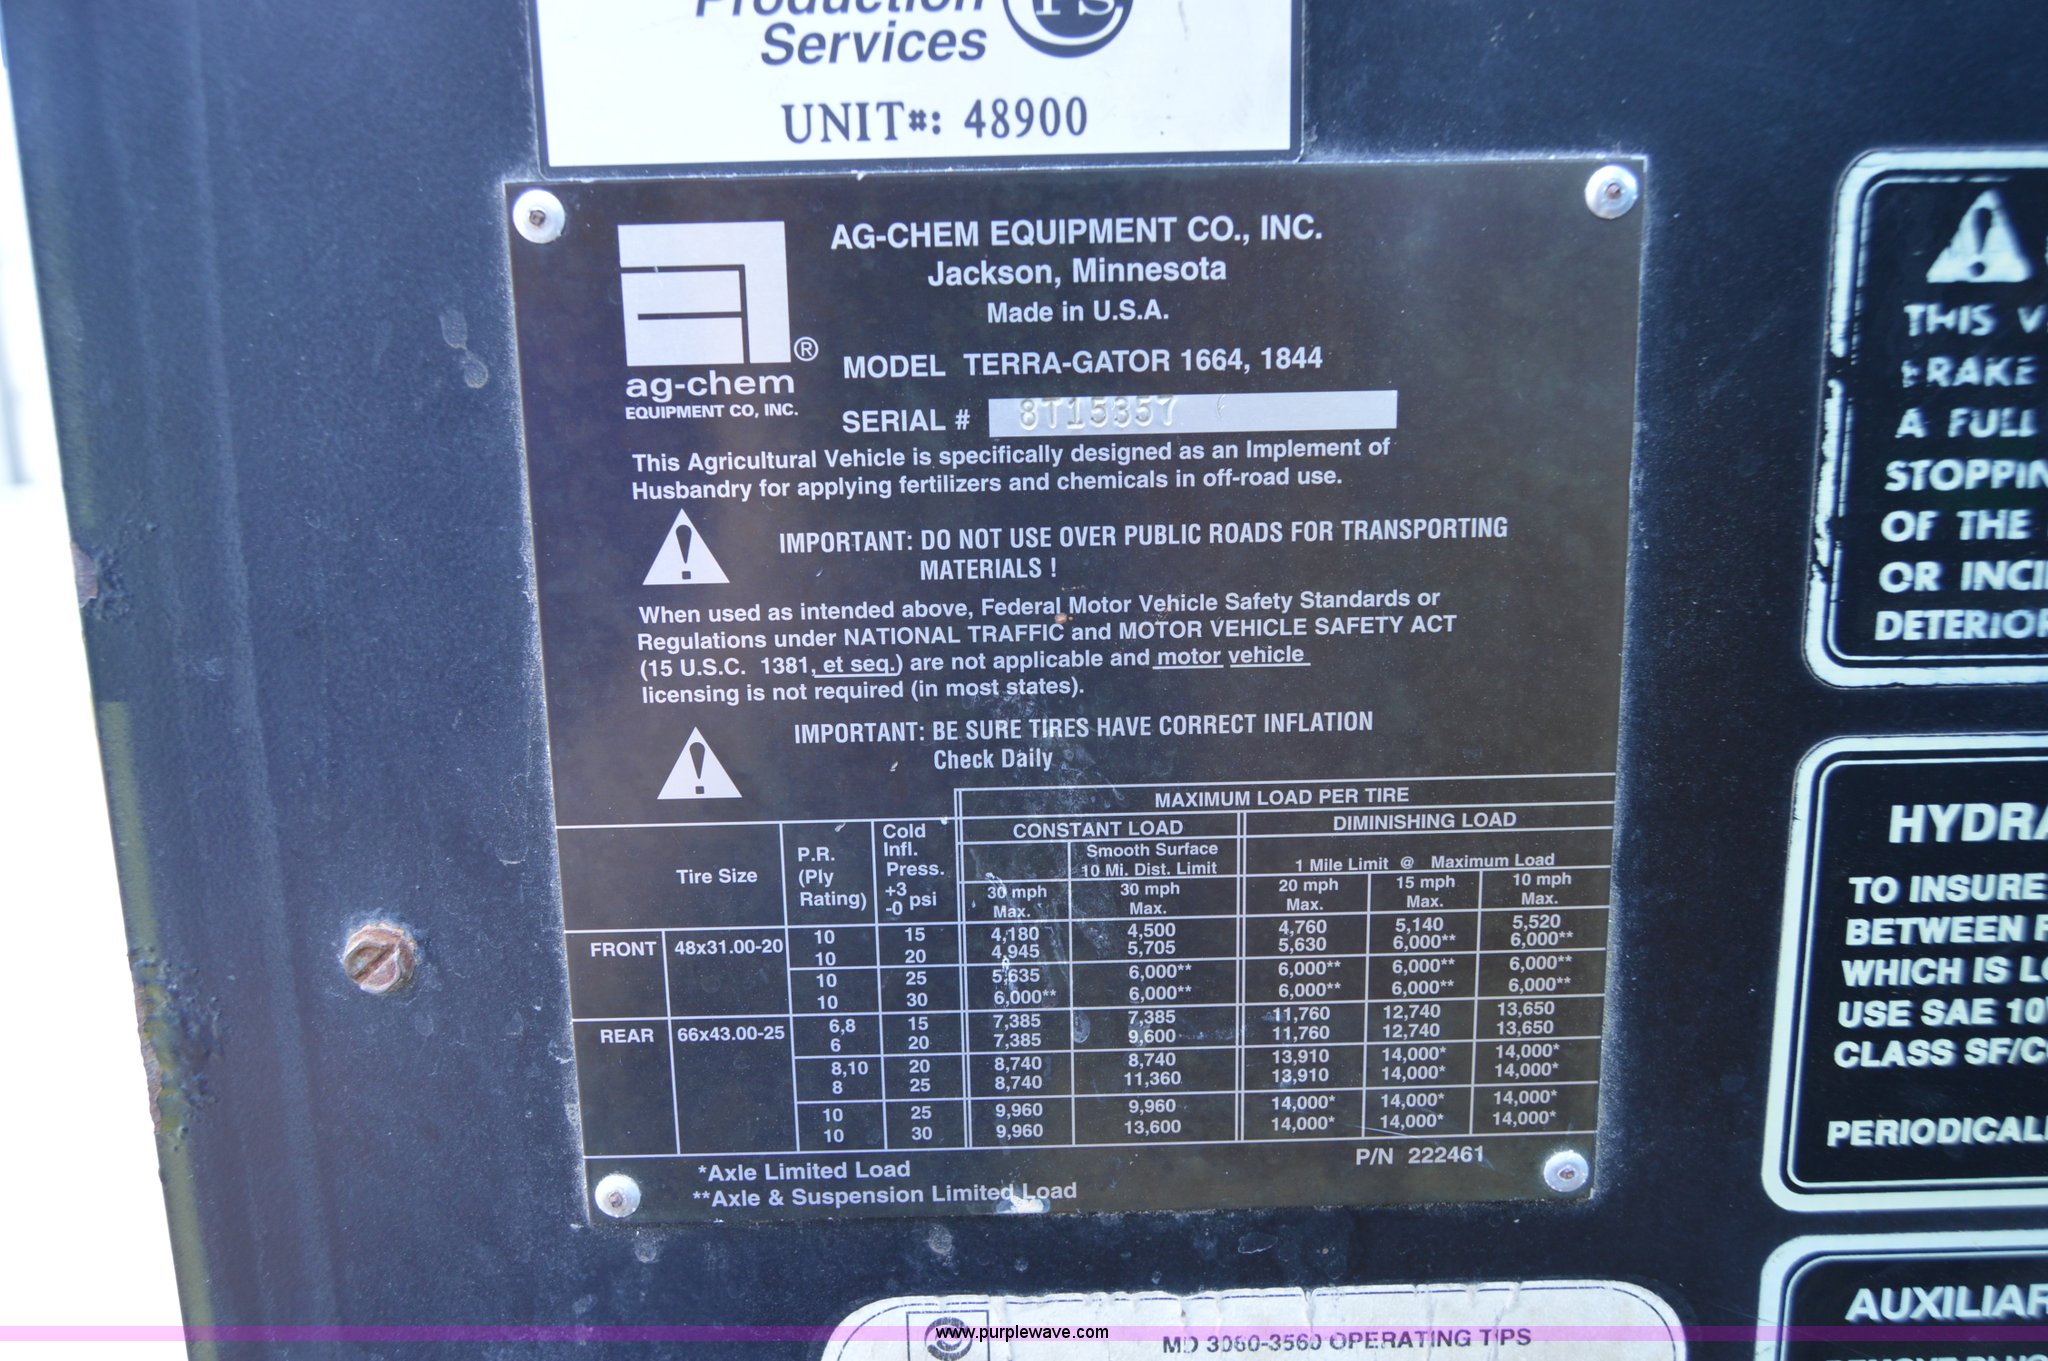 Production
Services
UNIT#: 48900
AG-CHEM EQUIPMENT CO., INC.
Jackson, Minnesota
Made in U.S.A.
®
ag-chem
EQUIPMENT CO, INC.
MODEL TERRA-GATOR 1664, 1844
SERIAL # 8T15357
This Agricultural Vehicle is specifically designed as an Implement of
Husbandry for applying fertilizers and chemicals in off-road use.
IMPORTANT: DO NOT USE OVER PUBLIC ROADS FOR TRANSPORTING
MATERIALS !
When used as intended above, Federal Motor Vehicle Safety Standards or
Regulations under NATIONAL TRAFFIC and MOTOR VEHICLE SAFETY ACT
(15 U.S.C. 1381, et seq.) are not applicable and motor vehicle
licensing is not required (in most states).
IMPORTANT: BE SURE TIRES HAVE CORRECT INFLATION
Check Daily
MAXIMUM LOAD PER TIRE
CONSTANT LOAD DIMINISHING LOAD
Smooth Surface
10 Mi. Dist. Limit 1 Mile Limit @ Maximum Load
Tire Size P.R. (Ply Rating) Cold Infl. Press. +3 -0 psi 30 mph Max. 30 mph Max. 20 mph Max. 15 mph Max. 10 mph Max.
FRONT 48x31.00-20 10 15 4,180 4,500 4,760 5,140 5,520
10 20 4,945 5,705 5,630 6,000** 6,000**
10 25 5,635 6,000** 6,000** 6,000** 6,000**
10 30 6,000** 6,000** 6,000** 6,000** 6,000**
REAR 66x43.00-25 6,8 15 7,385 7,385 11,760 12,740 13,650
6 20 7,385 9,600 11,760 12,740 13,650
8,10 20 8,740 8,740 13,910 14,000* 14,000*
8 25 8,740 11,360 13,910 14,000* 14,000*
10 25 9,960 9,960 14,000* 14,000* 14,000*
10 30 9,960 13,600 14,000* 14,000* 14,000*
*Axle Limited Load P/N 222461
**Axle & Suspension Limited Load
THIS V
BRAKE
A FULL
STOPPIN
OF THE
OR INCI
DETERIOR
HYDRA
TO INSURE
BETWEEN
WHICH IS LO
USE SAE 10
CLASS SF/C
PERIODICAL
AUXILIAR
MD 3060-3560 OPERATING TIPS
www.purplewave.com